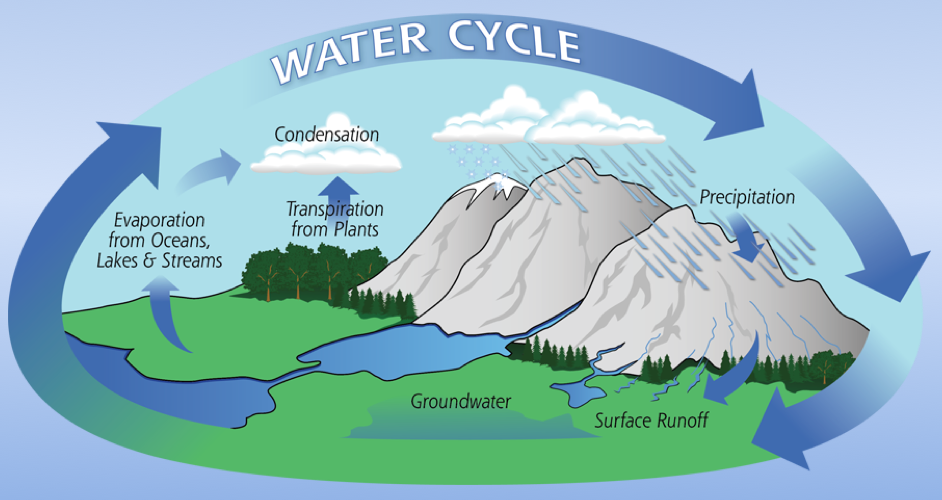 WATER CYCLE
Condensation
Precipitation
Transpiration
from Plants
Evaporation
from Oceans,
Lakes & Streams
Groundwater
Surface Runoff